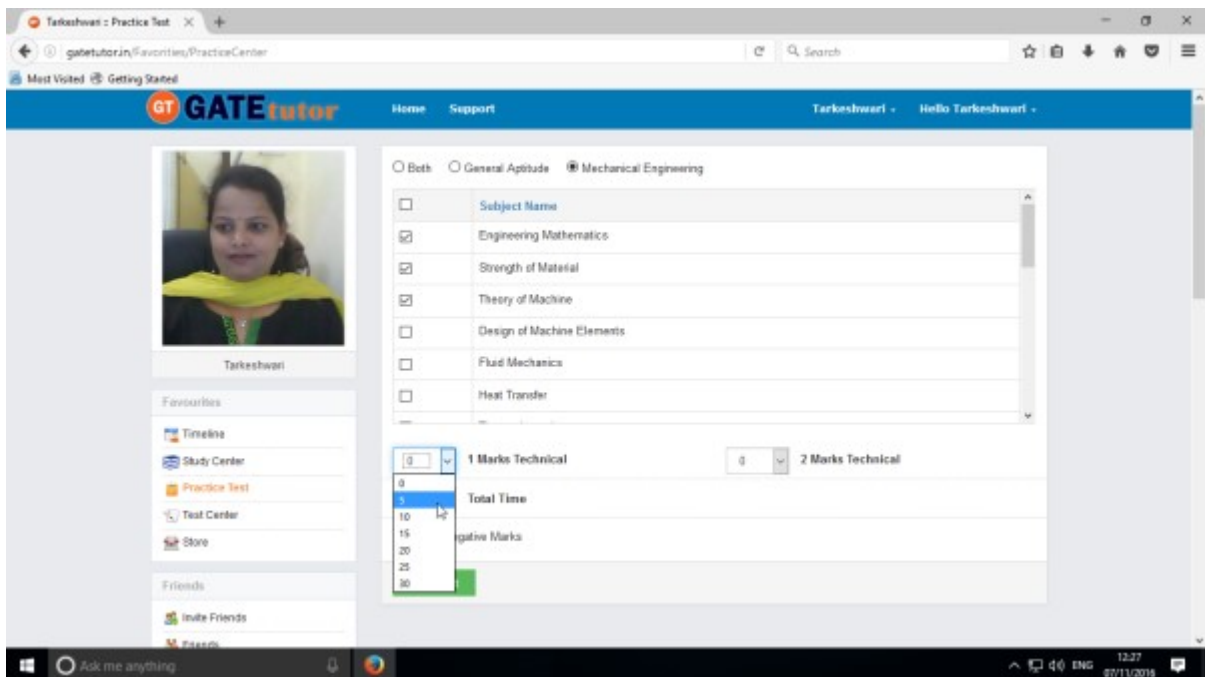 Tarkeshwari :: Practice Test
gatetutor.in/Favorities/PracticeCenter
Search
Most Visited Getting Started
GT GATEtutor Home Support Tarkeshwari Hello Tarkeshwari
Both General Aptitude Mechanical Engineering
Subject Name
Engineering Mathematics
Strength of Material
Theory of Machine
Design of Machine Elements
Fluid Mechanics
Heat Transfer
Tarkeshwari
Favourites
Timeline
Study Center
Practice Test
Test Center
Store
Friends
Invite Friends
Friends
0 1 Marks Technical 0 2 Marks Technical
0
5 Total Time
10
15 gative Marks
20
25
30
Ask me anything
ENG 12:27
07/11/2016